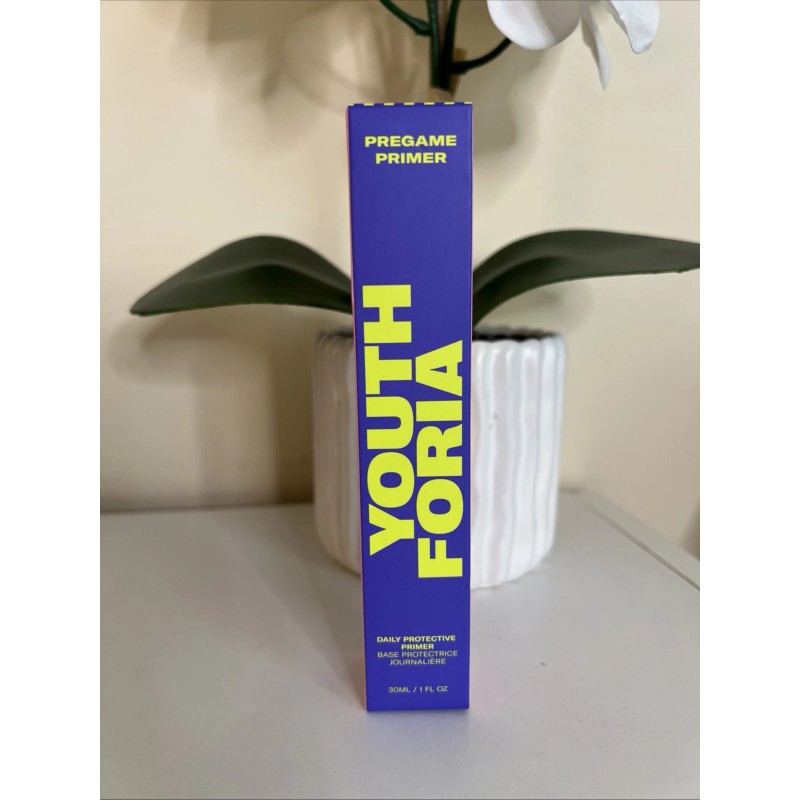 PREGAME
PRIMER
YOUTH
FORIA
DAILY PROTECTIVE
PRIMER
BASE PROTECTRICE
JOURNALIÈRE
30ML / 1 FL OZ